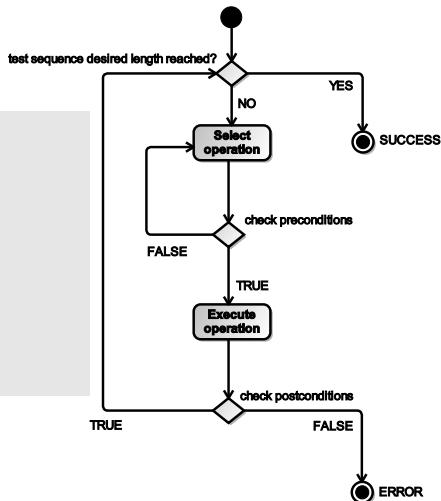 test sequence desired length reached?
YES
NO
SUCCESS
Select
operation
check preconditions
FALSE
TRUE
Execute
operation
check postconditions
TRUE
FALSE
ERROR